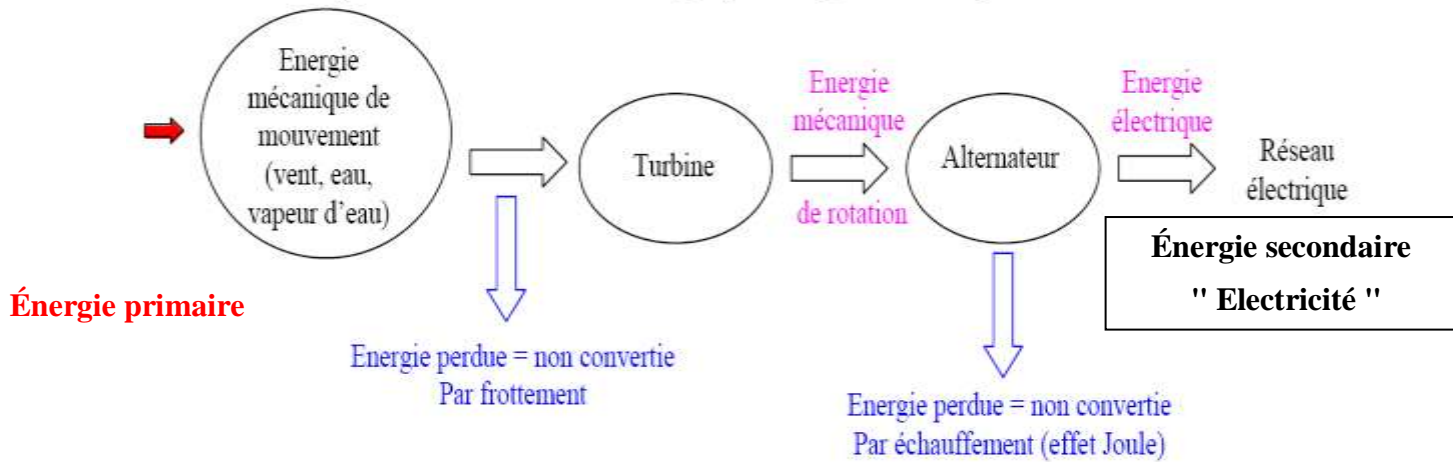 Energie
mécanique de
mouvement
(vent, eau,
vapeur d’eau)
Turbine
Energie
mécanique
de rotation
Alternateur
Energie
électrique
Réseau
électrique
Énergie secondaire
" Electricité "
Énergie primaire
Energie perdue = non convertie
Par frottement
Energie perdue = non convertie
Par échauffement (effet Joule)